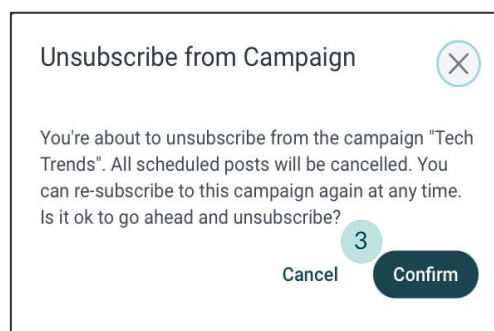 Unsubscribe from Campaign
You're about to unsubscribe from the campaign "Tech
Trends". All scheduled posts will be cancelled. You
can re-subscribe to this campaign again at any time.
Is it ok to go ahead and unsubscribe?
3
Cancel Confirm